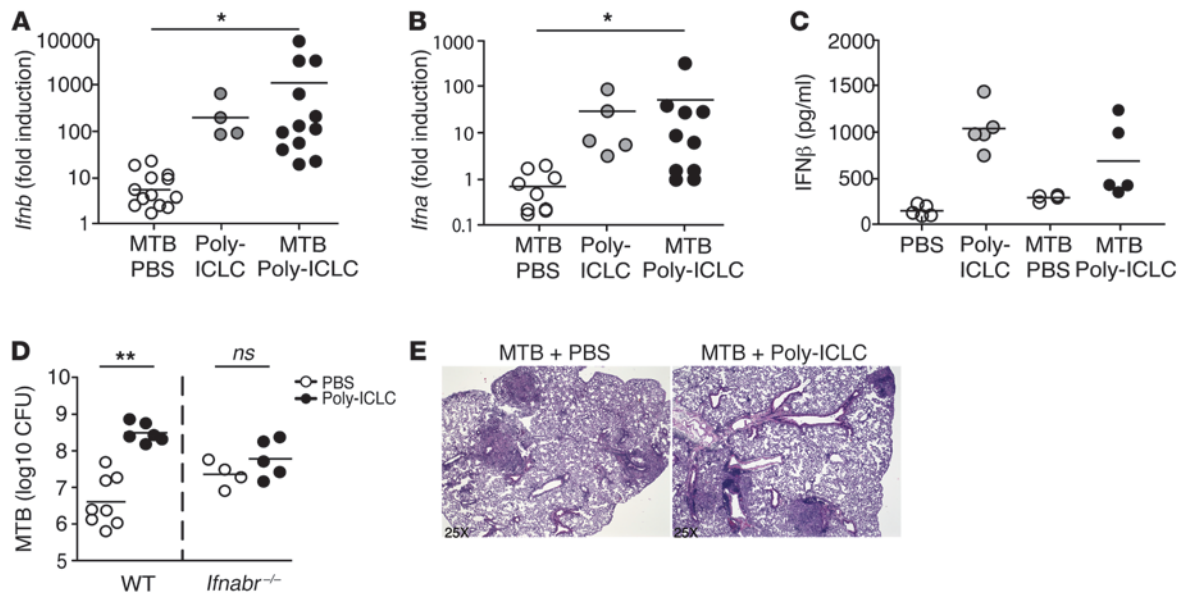 A
*
Ifnb (fold induction)
10000
1000
100
10
1
MTB
PBS
Poly-
ICLC
MTB
Poly-ICLC
B
*
Ifna (fold induction)
1000
100
10
1
0.1
MTB
PBS
Poly-
ICLC
MTB
Poly-ICLC
C
IFNβ (pg/ml)
2000
1500
1000
500
0
PBS
Poly-
ICLC
MTB
PBS
MTB
Poly-ICLC
D
**
ns
MTB (log10 CFU)
10
9
8
7
6
5
PBS
Poly-ICLC
WT
Ifnabr⁻/⁻
E
MTB + PBS
MTB + Poly-ICLC
25X
25X